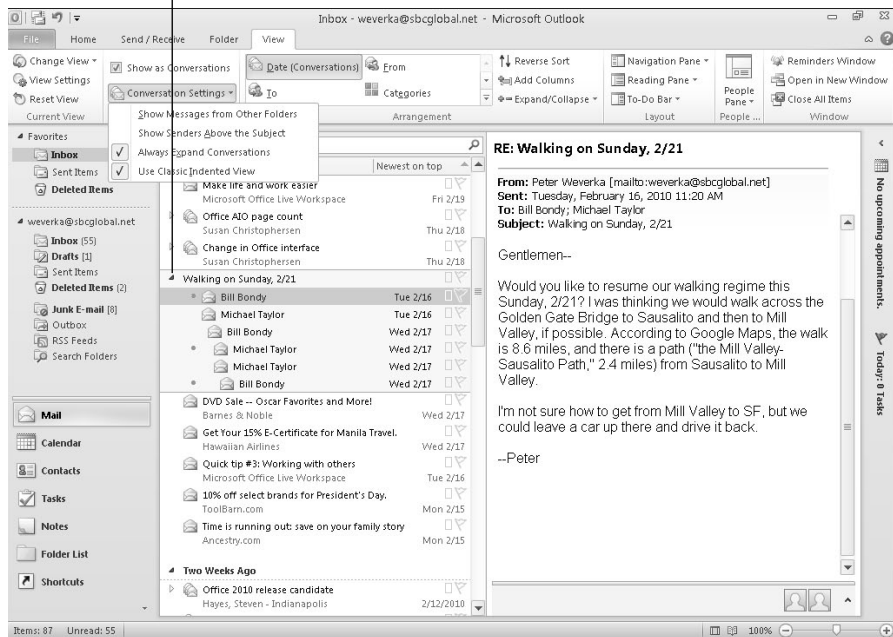 Inbox - weverka@sbcglobal.net - Microsoft Outlook
File Home Send / Receive Folder View
Change View
View Settings
Reset View
Current View
Show as Conversations
Conversation Settings
Date (Conversations) From
To Categories
Arrangement
Reverse Sort
Add Columns
Expand/Collapse
Navigation Pane
Reading Pane
To-Do Bar
Layout
People
Pane
People ...
Reminders Window
Open in New Window
Close All Items
Window
Show Messages from Other Folders
Show Senders Above the Subject
Always Expand Conversations
Use Classic Indented View
Favorites
Inbox
Sent Items
Deleted Items
weverka@sbcglobal.net
Inbox (55)
Drafts [1]
Sent Items
Deleted Items (2)
Junk E-mail [8]
Outbox
RSS Feeds
Search Folders
Mail
Calendar
Contacts
Tasks
Notes
Folder List
Shortcuts
Newest on top
Make life and work easier
Microsoft Office Live Workspace Fri 2/19
Office AIO page count
Susan Christophersen Thu 2/18
Change in Office interface
Susan Christophersen Thu 2/18
Walking on Sunday, 2/21
Bill Bondy Tue 2/16
Michael Taylor Tue 2/16
Bill Bondy Wed 2/17
Michael Taylor Wed 2/17
Michael Taylor Wed 2/17
Bill Bondy Wed 2/17
DVD Sale -- Oscar Favorites and More!
Barnes & Noble Wed 2/17
Get Your 15% E-Certificate for Manila Travel.
Hawaiian Airlines Wed 2/17
Quick tip #3: Working with others
Microsoft Office Live Workspace Tue 2/16
10% off select brands for President's Day.
ToolBarn.com Mon 2/15
Time is running out: save on your family story
Ancestry.com Mon 2/15
Two Weeks Ago
Office 2010 release candidate
Hayes, Steven - Indianapolis 2/12/2010
RE: Walking on Sunday, 2/21
From: Peter Weverka [mailto:weverka@sbcglobal.net]
Sent: Tuesday, February 16, 2010 11:20 AM
To: Bill Bondy; Michael Taylor
Subject: Walking on Sunday, 2/21
Gentlemen--
Would you like to resume our walking regime this
Sunday, 2/21? I was thinking we would walk across the
Golden Gate Bridge to Sausalito and then to Mill
Valley, if possible. According to Google Maps, the walk
is 8.6 miles, and there is a path ("the Mill Valley-
Sausalito Path," 2.4 miles) from Sausalito to Mill
Valley.
I'm not sure how to get from Mill Valley to SF, but we
could leave a car up there and drive it back.
--Peter
No upcoming appointments.
Today: 0 Tasks
Items: 87 Unread: 55
100%